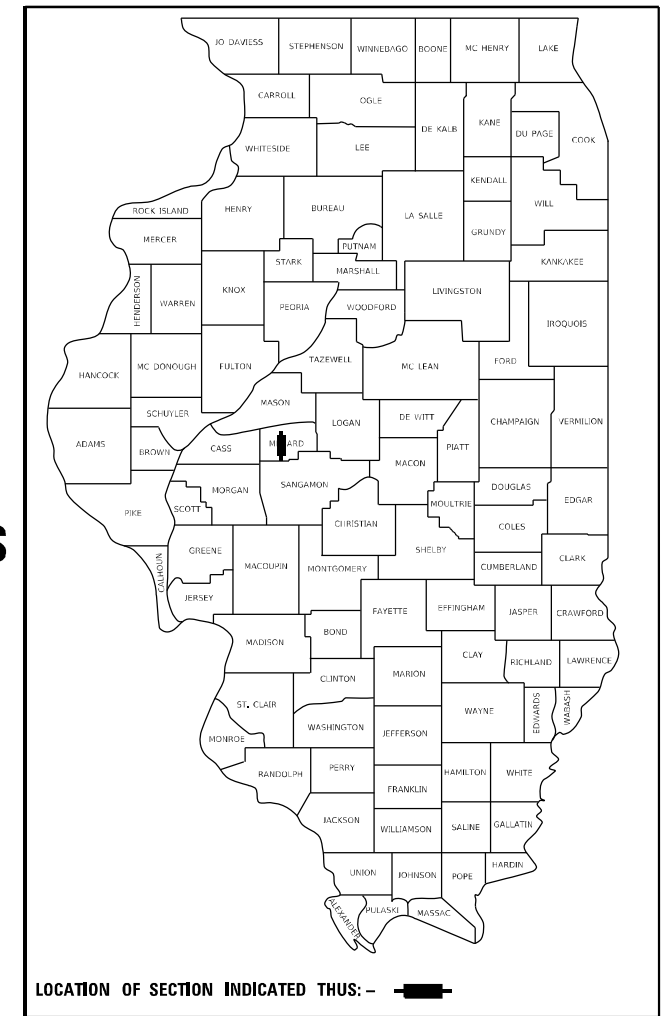 JO DAVIESS STEPHENSON WINNEBAGO BOONE MC HENRY LAKE
CARROLL OGLE DE KALB KANE DU PAGE COOK
WHITESIDE LEE
KENDALL
ROCK ISLAND HENRY BUREAU LA SALLE WILL
MERCER PUTNAM GRUNDY
STARK MARSHALL KANKAKEE
HENDERSON WARREN KNOX PEORIA WOODFORD LIVINGSTON IROQUOIS
HANCOCK MC DONOUGH FULTON TAZEWELL MC LEAN FORD
MASON
SCHUYLER LOGAN DE WITT CHAMPAIGN VERMILION
ADAMS BROWN CASS PIATT
MACON
PIKE SCOTT MORGAN SANGAMON MOULTRIE DOUGLAS EDGAR
CHRISTIAN COLES
CALHOUN GREENE MACOUPIN MONTGOMERY SHELBY CUMBERLAND CLARK
JERSEY FAYETTE EFFINGHAM JASPER CRAWFORD
MADISON BOND
CLAY RICHLAND LAWRENCE
CLINTON MARION
ST. CLAIR WAYNE EDWARDS WABASH
MONROE WASHINGTON JEFFERSON
RANDOLPH PERRY HAMILTON WHITE
FRANKLIN
JACKSON WILLIAMSON SALINE GALLATIN
UNION JOHNSON POPE HARDIN
ALEXANDER PULASKI MASSAC
LOCATION OF SECTION INDICATED THUS: –